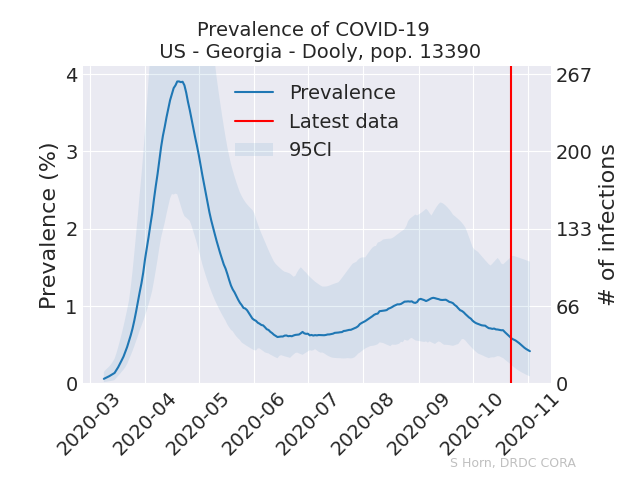 Prevalence of COVID-19
US - Georgia - Dooly, pop. 13390
Prevalence
Latest data
95CI
Prevalence (%)
4
3
2
1
0
267
200
133
66
0
# of infections
2020-03
2020-04
2020-05
2020-06
2020-07
2020-08
2020-09
2020-10
2020-11
S Horn, DRDC CORA